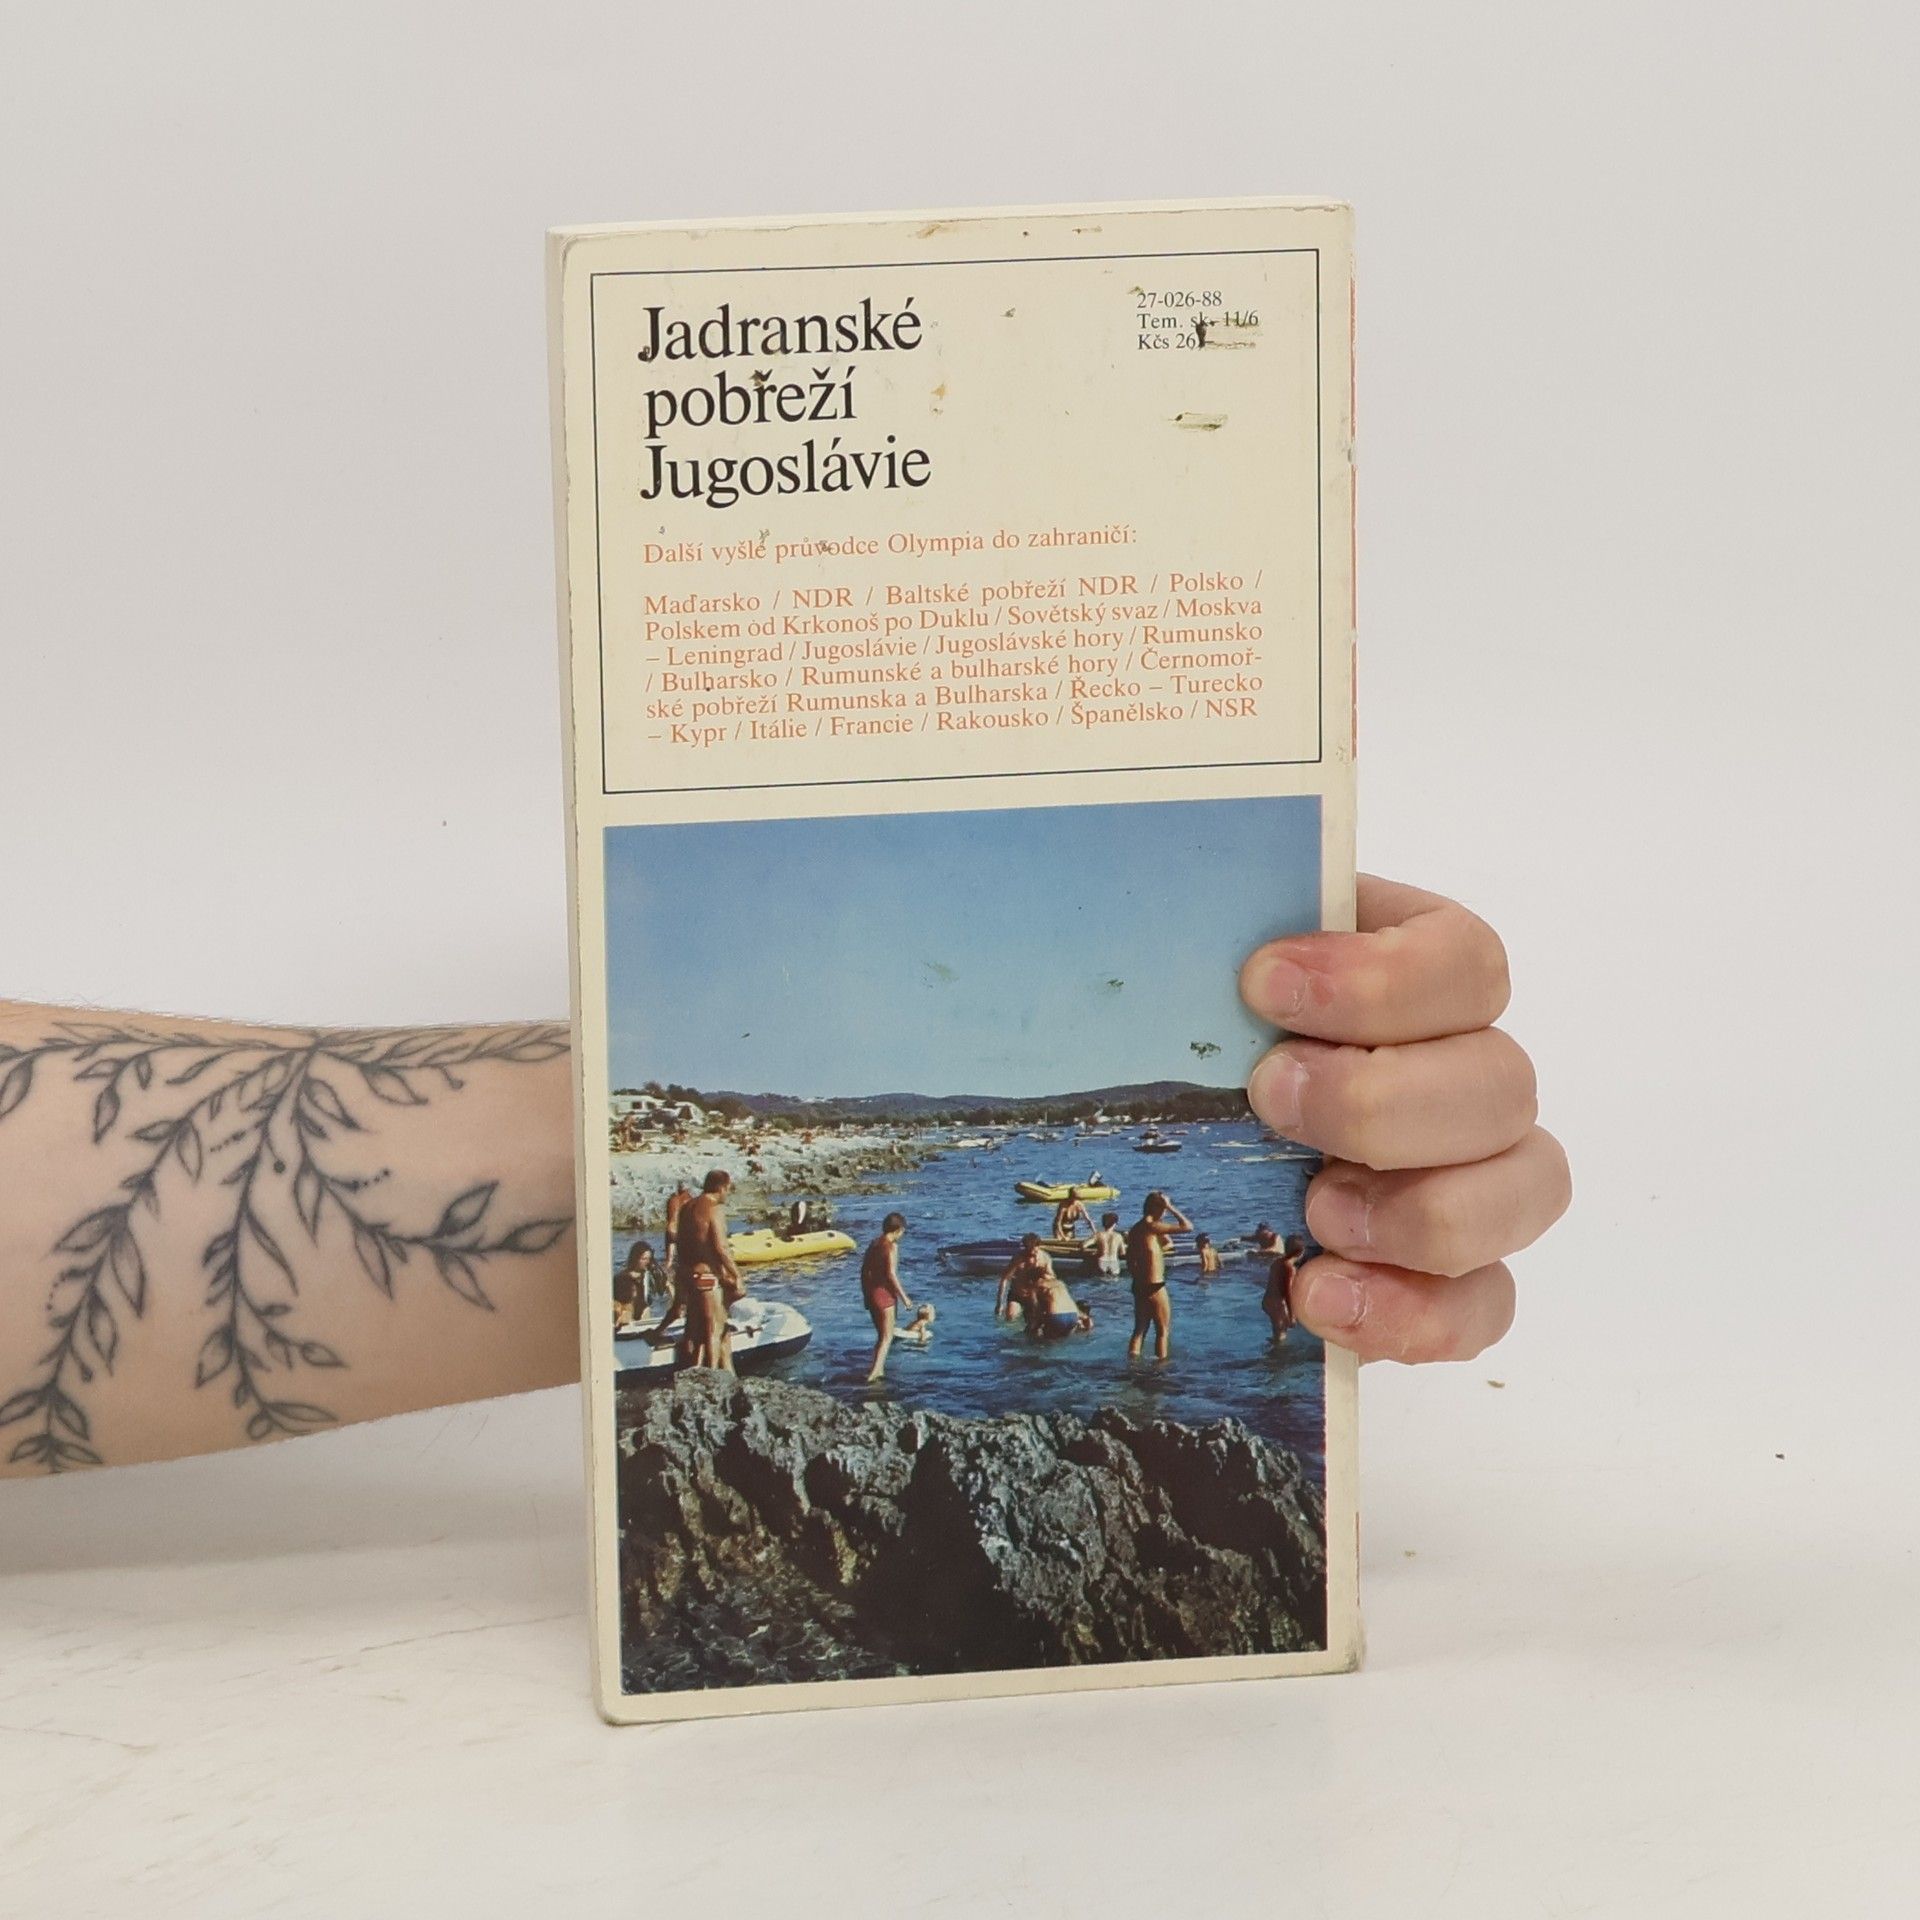 Jadranské
pobřeží
Jugoslávie
27-026-88
Tem. sk. 11/6
Kčs 26,–
Další vyšlé průvodce Olympia do zahraničí:
Maďarsko / NDR / Baltské pobřeží NDR / Polsko /
Polskem od Krkonoš po Duklu / Sovětský svaz / Moskva
– Leningrad / Jugoslávie / Jugoslávské hory / Rumunsko
/ Bulharsko / Rumunské a bulharské hory / Černomoř-
ské pobřeží Rumunska a Bulharska / Řecko – Turecko
– Kypr / Itálie / Francie / Rakousko / Španělsko / NSR